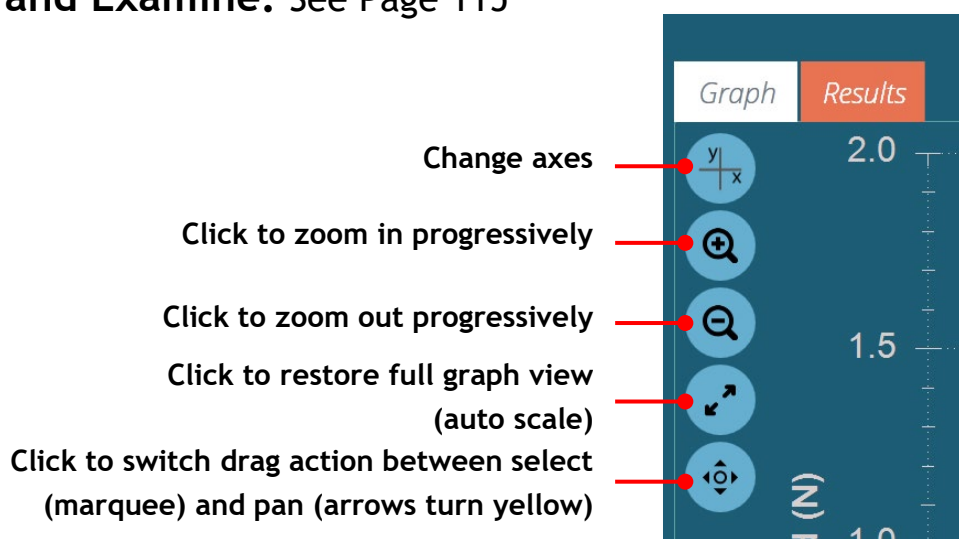 and Examine. See Page 115
Graph Results
Change axes
y
x
2.0
Click to zoom in progressively
Click to zoom out progressively
1.5
Click to restore full graph view
(auto scale)
Click to switch drag action between select
(marquee) and pan (arrows turn yellow)
(N)
1.0